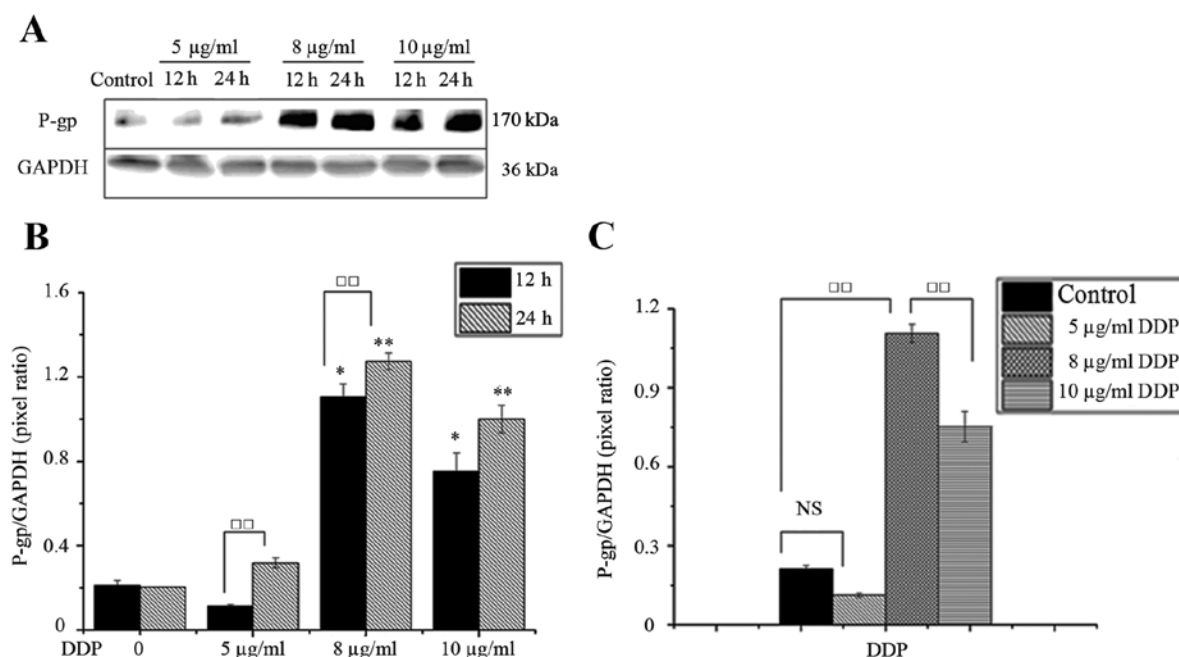 A
5 µg/ml 8 µg/ml 10 µg/ml
Control 12 h 24 h 12 h 24 h 12 h 24 h
P-gp 170 kDa
GAPDH 36 kDa
B
P-gp/GAPDH (pixel ratio)
1.6
1.2
0.8
0.4
0
12 h
24 h
□□
□□
*
**
*
**
DDP 0 5 µg/ml 8 µg/ml 10 µg/ml
C
P-gp/GAPDH (pixel ratio)
1.2
0.9
0.6
0.3
0
□□ □□
NS
Control
5 µg/ml DDP
8 µg/ml DDP
10 µg/ml DDP
DDP